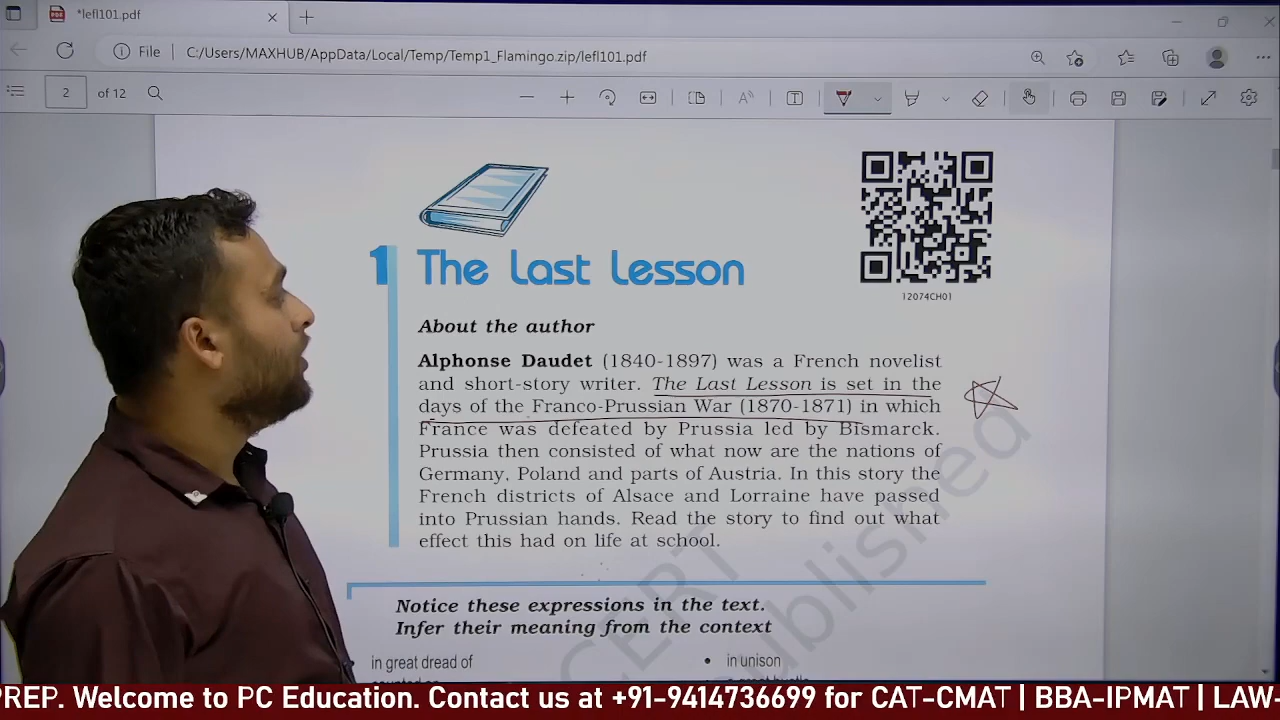 *lefl101.pdf
File C:/Users/MAXHUB/AppData/Local/Temp/Temp1_Flamingo.zip/lefl101.pdf
2 of 12
12074CH01
1 The Last Lesson
About the author
Alphonse Daudet (1840-1897) was a French novelist
and short-story writer. The Last Lesson is set in the
days of the Franco-Prussian War (1870-1871) in which
France was defeated by Prussia led by Bismarck.
Prussia then consisted of what now are the nations of
Germany, Poland and parts of Austria. In this story the
French districts of Alsace and Lorraine have passed
into Prussian hands. Read the story to find out what
effect this had on life at school.
Notice these expressions in the text.
Infer their meaning from the context
in great dread of
• in unison
PREP. Welcome to PC Education. Contact us at +91-9414736699 for CAT-CMAT | BBA-IPMAT | LAW-